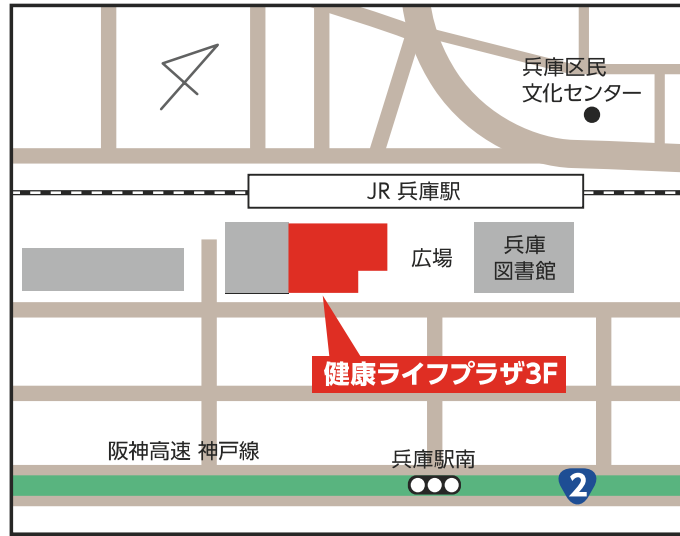 兵庫区民
文化センター
JR 兵庫駅
広場
兵庫
図書館
健康ライフプラザ3F
阪神高速 神戸線
兵庫駅南
2